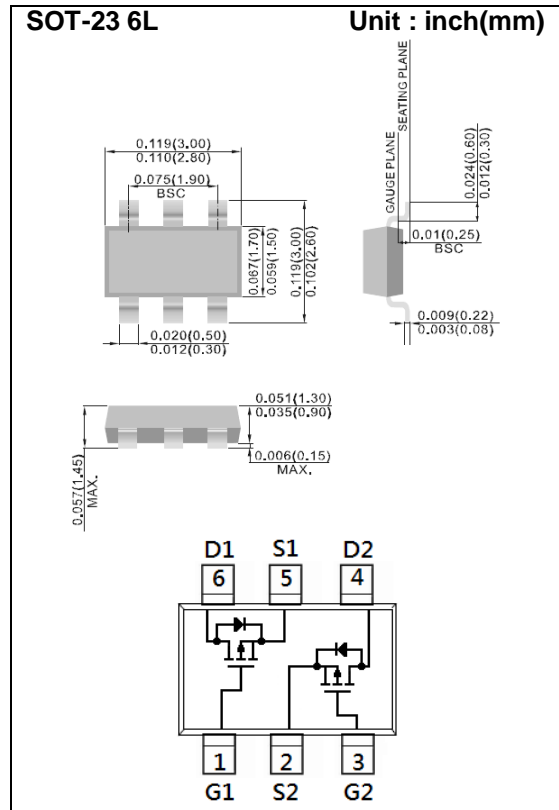 SOT-23 6L Unit : inch(mm)
0.119(3.00)
0.110(2.80)
0.075(1.90)
BSC
0.067(1.70)
0.059(1.50)
0.119(3.00)
0.102(2.60)
0.020(0.50)
0.012(0.30)
GAUGE PLANE
SEATING PLANE
0.024(0.60)
0.012(0.30)
0.01(0.25)
BSC
0.009(0.22)
0.003(0.08)
0.057(1.45)
MAX.
0.051(1.30)
0.035(0.90)
0.006(0.15)
MAX.
D1 S1 D2
6 5 4
1 2 3
G1 S2 G2